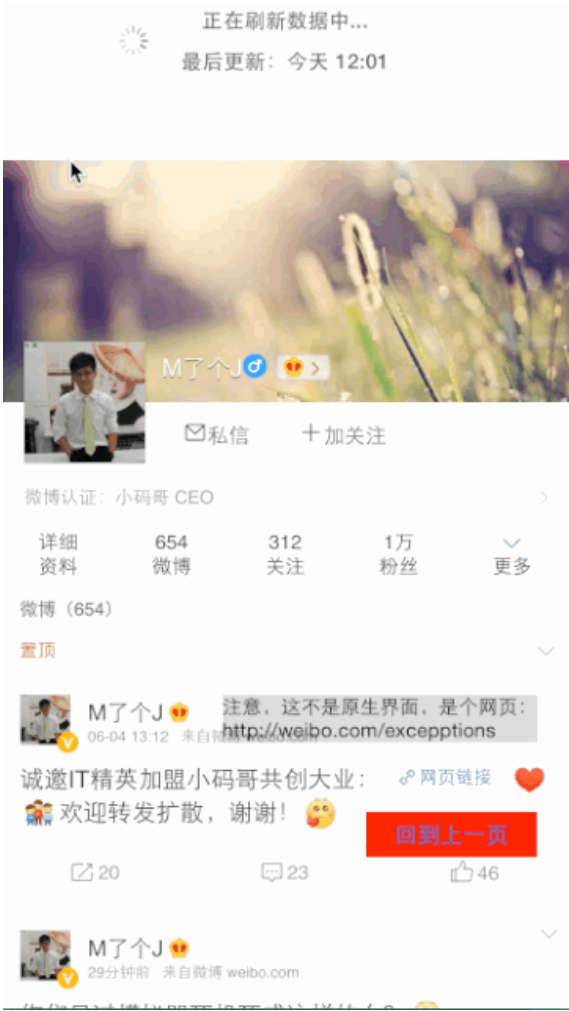 正在刷新数据中...
最后更新：今天 12:01
M了个J
私信
加关注
微博认证：小码哥 CEO
详细
资料
654
微博
312
关注
1万
粉丝
更多
微博（654）
置顶
M了个J
06-04 13:12 来自微博 weibo.com
注意，这不是原生界面，是个网页：
http://weibo.com/excepptions
诚邀IT精英加盟小码哥共创大业： 网页链接
欢迎转发扩散，谢谢！
回到上一页
20
23
46
M了个J
29分钟前 来自微博 weibo.com